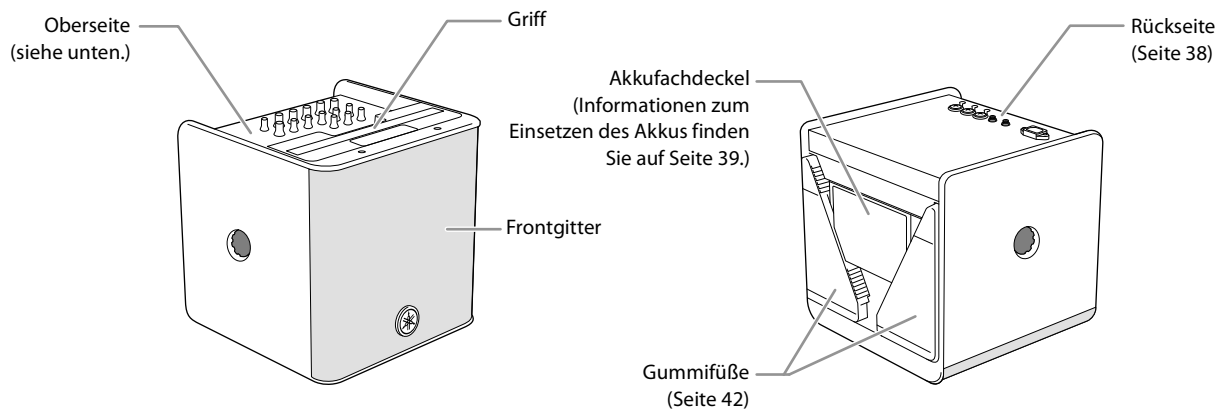 Oberseite
(siehe unten.)
Griff
Frontgitter
Akkufachdeckel
(Informationen zum
Einsetzen des Akkus finden
Sie auf Seite 39.)
Rückseite
(Seite 38)
Gummifüße
(Seite 42)